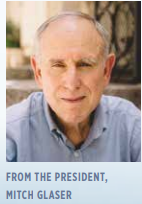 FROM THE PRESIDENT,
MITCH GLASER